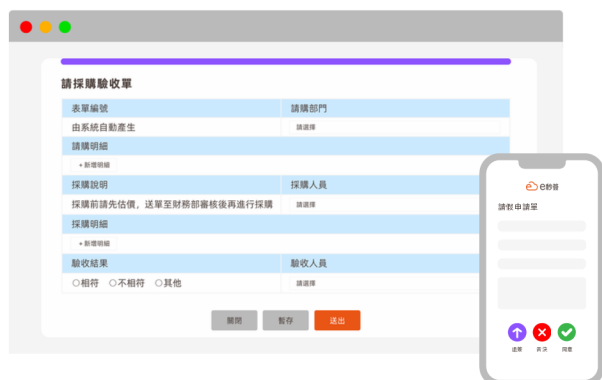 請採購驗收單
表單編號 請購部門
由系統自動產生 請選擇
請購明細
+新增明細
採購說明 採購人員
採購前請先估價，送單至財務部審核後再進行採購 請選擇
採購明細
+新增明細
驗收結果 驗收人員
○相符 ○不相符 ○其他 請選擇
關閉 暫存 送出
e秒簽
請假申請單
退簽 否決 同意